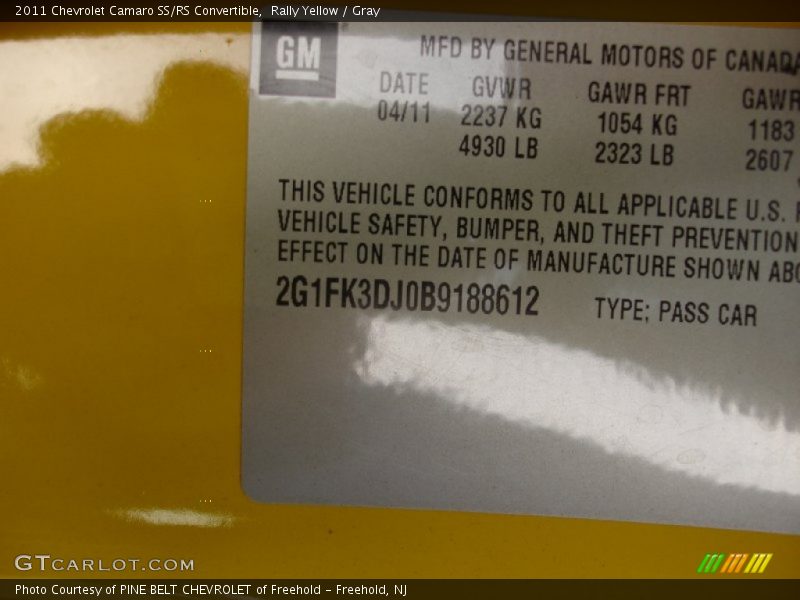 2011 Chevrolet Camaro SS/RS Convertible, Rally Yellow / Gray
GM
MFD BY GENERAL MOTORS OF CANADA
DATE GVWR GAWR FRT GAWR
04/11 2237 KG 1054 KG 1183
4930 LB 2323 LB 2607
THIS VEHICLE CONFORMS TO ALL APPLICABLE U.S.
VEHICLE SAFETY, BUMPER, AND THEFT PREVENTION
EFFECT ON THE DATE OF MANUFACTURE SHOWN ABO
2G1FK3DJ0B9188612 TYPE: PASS CAR
GTCARLOT.COM
Photo Courtesy of PINE BELT CHEVROLET of Freehold - Freehold, NJ